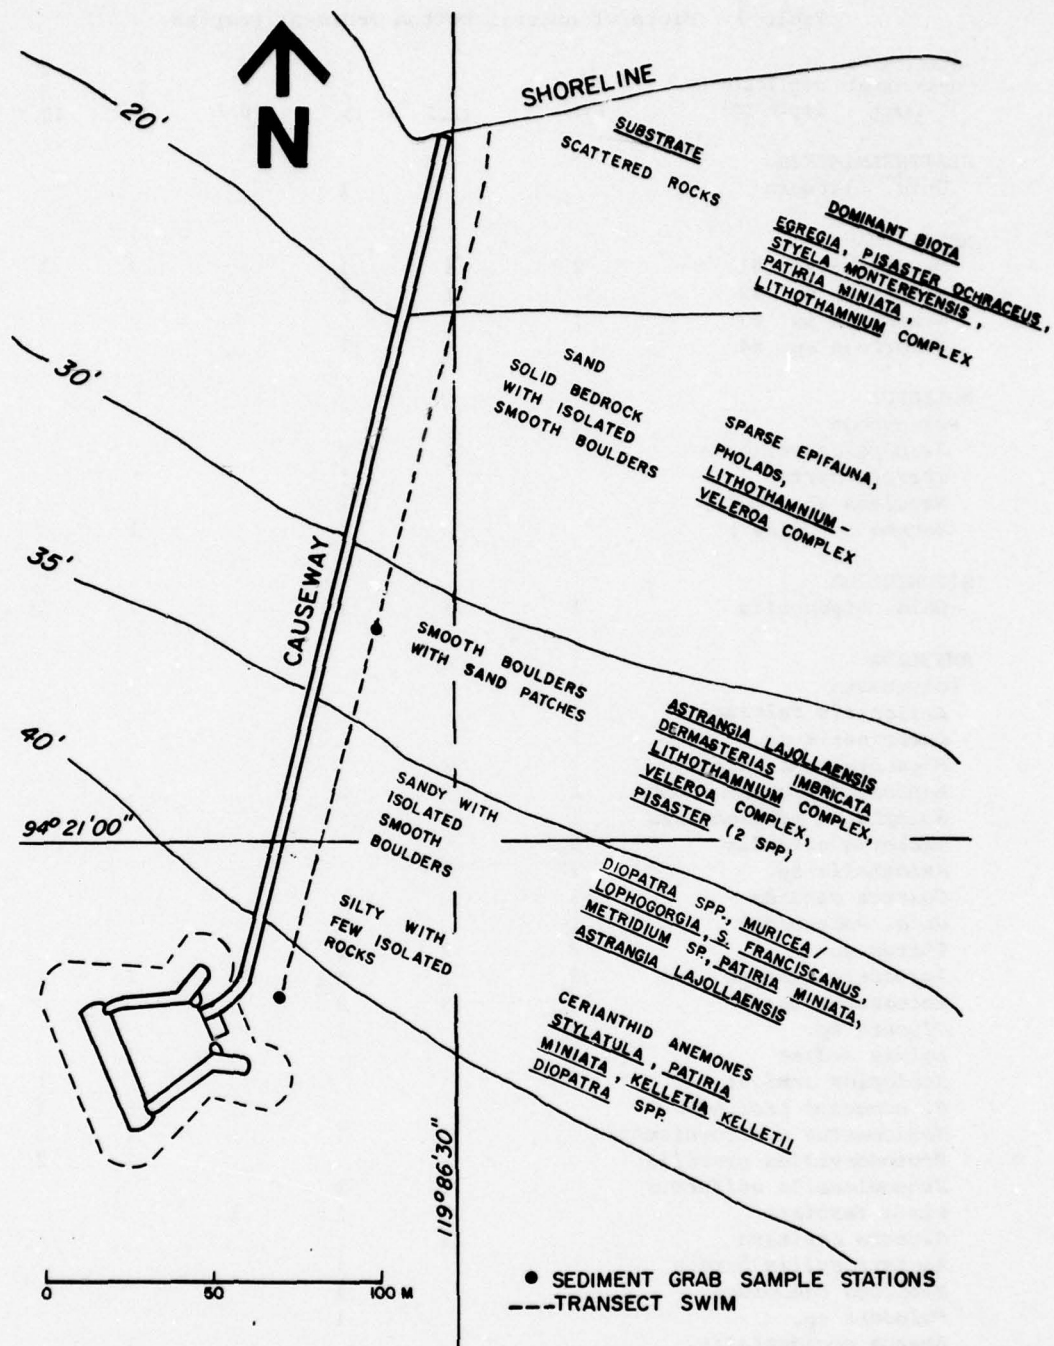 N
SHORELINE
20'
SUBSTRATE
SCATTERED ROCKS
DOMINANT BIOTA
EGREGIA, PISASTER OCHRACEUS,
STYELA MONTEREYENSIS,
PATIRIA MINIATA,
LITHOTHAMNIUM COMPLEX
30'
SAND
SOLID BEDROCK
WITH ISOLATED
SMOOTH BOULDERS
SPARSE EPIFAUNA,
PHOLADS,
LITHOTHAMNIUM-
VELEROA COMPLEX
CAUSEWAY
35'
SMOOTH BOULDERS
WITH SAND PATCHES
ASTRANGIA LAJOLLAENSIS
DERMASTERIAS IMBRICATA
LITHOTHAMNIUM COMPLEX,
VELEROA COMPLEX,
PISASTER (2 SPP)
40'
94° 21'00"
SANDY WITH
ISOLATED
SMOOTH
BOULDERS
DIOPATRA SPP., MURICEA/
LOPHOGORGIA, S. FRANCISCANUS,
METRIDIUM SP., PATIRIA MINIATA,
ASTRANGIA LAJOLLAENSIS
SILTY WITH
FEW ISOLATED
ROCKS
CERIANTHID ANEMONES
STYLATULA, PATIRIA
MINIATA, KELLETIA KELLETII
DIOPATRA SPP.
119° 86'30"
0 50 100 M
SEDIMENT GRAB SAMPLE STATIONS
TRANSECT SWIM